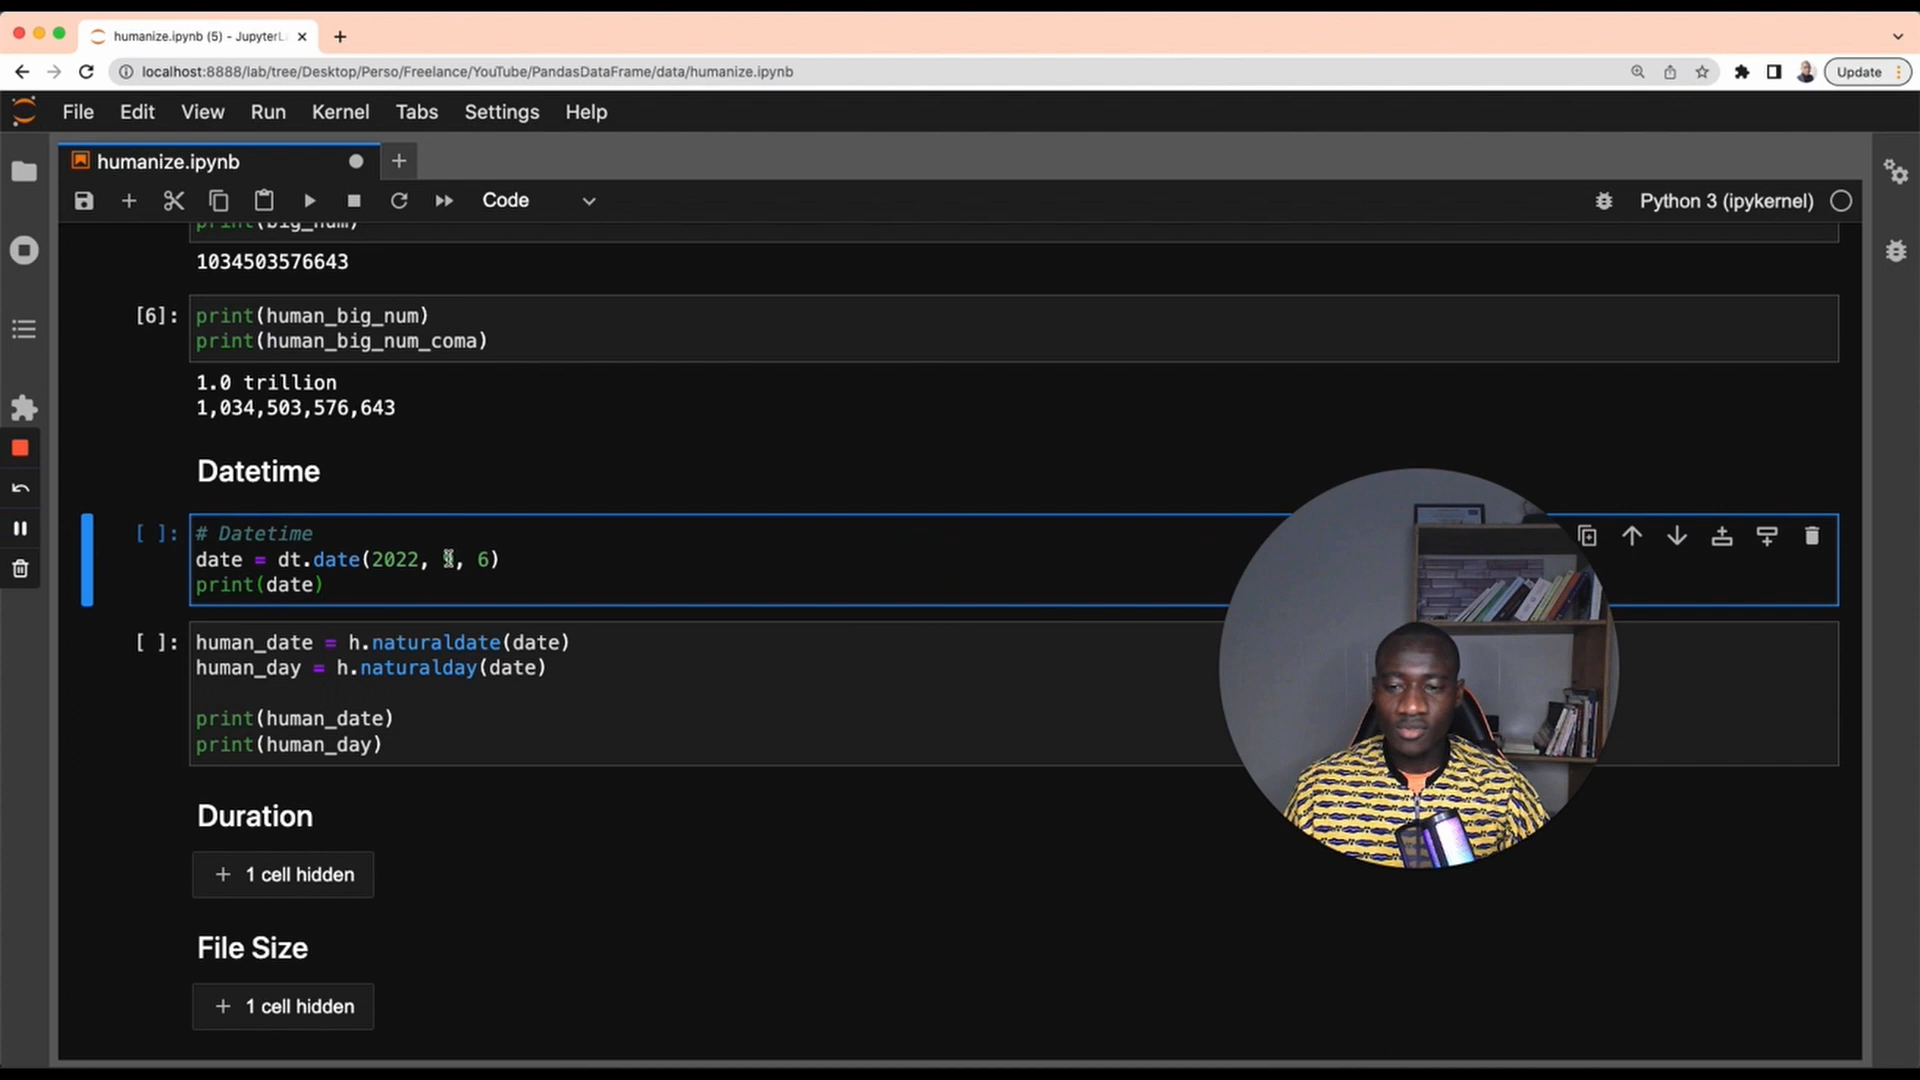 humanize.ipynb (5) - JupyterL
localhost:8888/lab/tree/Desktop/Perso/Freelance/YouTube/PandasDataFrame/data/humanize.ipynb
Update
File Edit View Run Kernel Tabs Settings Help
humanize.ipynb
Code
Python 3 (ipykernel)
print(big_num)
1034503576643
[6]: print(human_big_num)
print(human_big_num_coma)
1.0 trillion
1,034,503,576,643
Datetime
[ ]: # Datetime
date = dt.date(2022, , 6)
print(date)
[ ]: human_date = h.naturaldate(date)
human_day = h.naturalday(date)
print(human_date)
print(human_day)
Duration
+ 1 cell hidden
File Size
+ 1 cell hidden